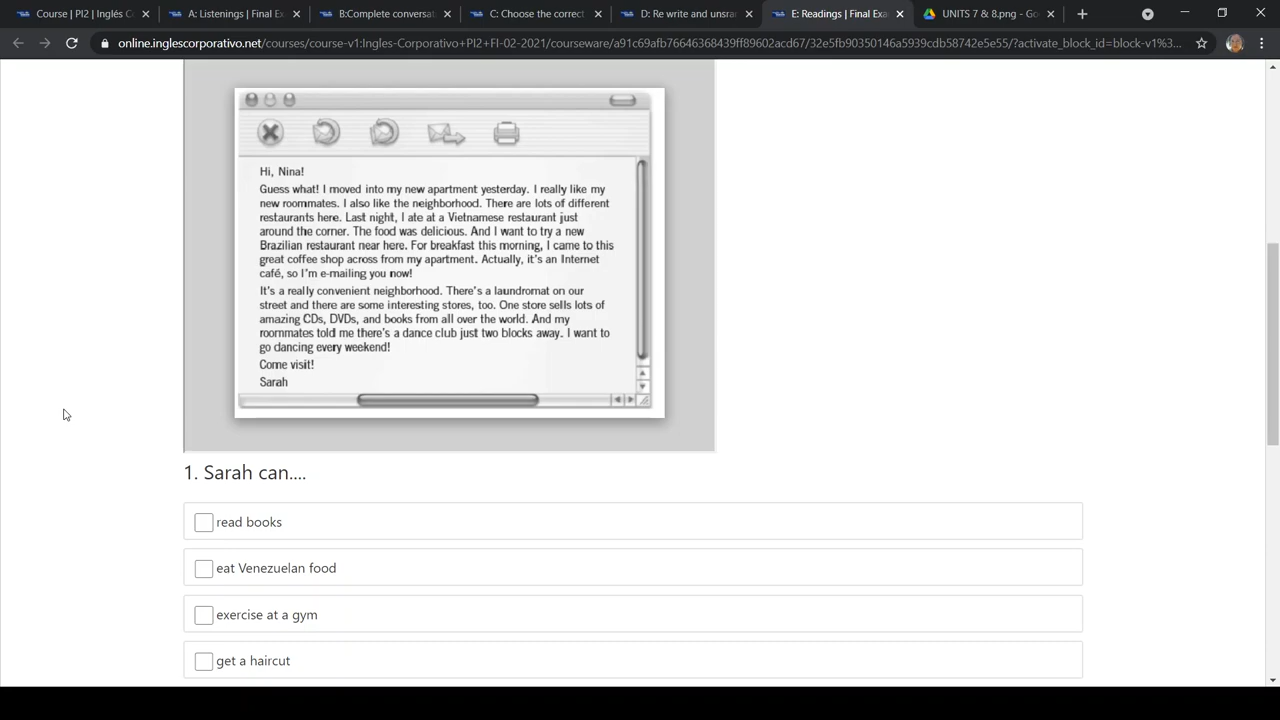 Course | PI2 | Inglés C
A: Listenings | Final Ex
B:Complete conversat
C: Choose the correct
D: Re write and unsra
E: Readings | Final Exa
UNITS 7 & 8.png - Go
online.inglescorporativo.net/courses/course-v1:Ingles-Corporativo+PI2+FI-02-2021/courseware/a91c69afb76646368439ff89602acd67/32e5fb90350146a5939cdb58742e5e55/?activate_block_id=block-v1%3...
Hi, Nina!
Guess what! I moved into my new apartment yesterday. I really like my
new roommates. I also like the neighborhood. There are lots of different
restaurants here. Last night, I ate at a Vietnamese restaurant just
around the corner. The food was delicious. And I want to try a new
Brazilian restaurant near here. For breakfast this morning, I came to this
great coffee shop across from my apartment. Actually, it's an Internet
café, so I'm e-mailing you now!
It's a really convenient neighborhood. There's a laundromat on our
street and there are some interesting stores, too. One store sells lots of
amazing CDs, DVDs, and books from all over the world. And my
roommates told me there's a dance club just two blocks away. I want to
go dancing every weekend!
Come visit!
Sarah
1. Sarah can....
read books
eat Venezuelan food
exercise at a gym
get a haircut